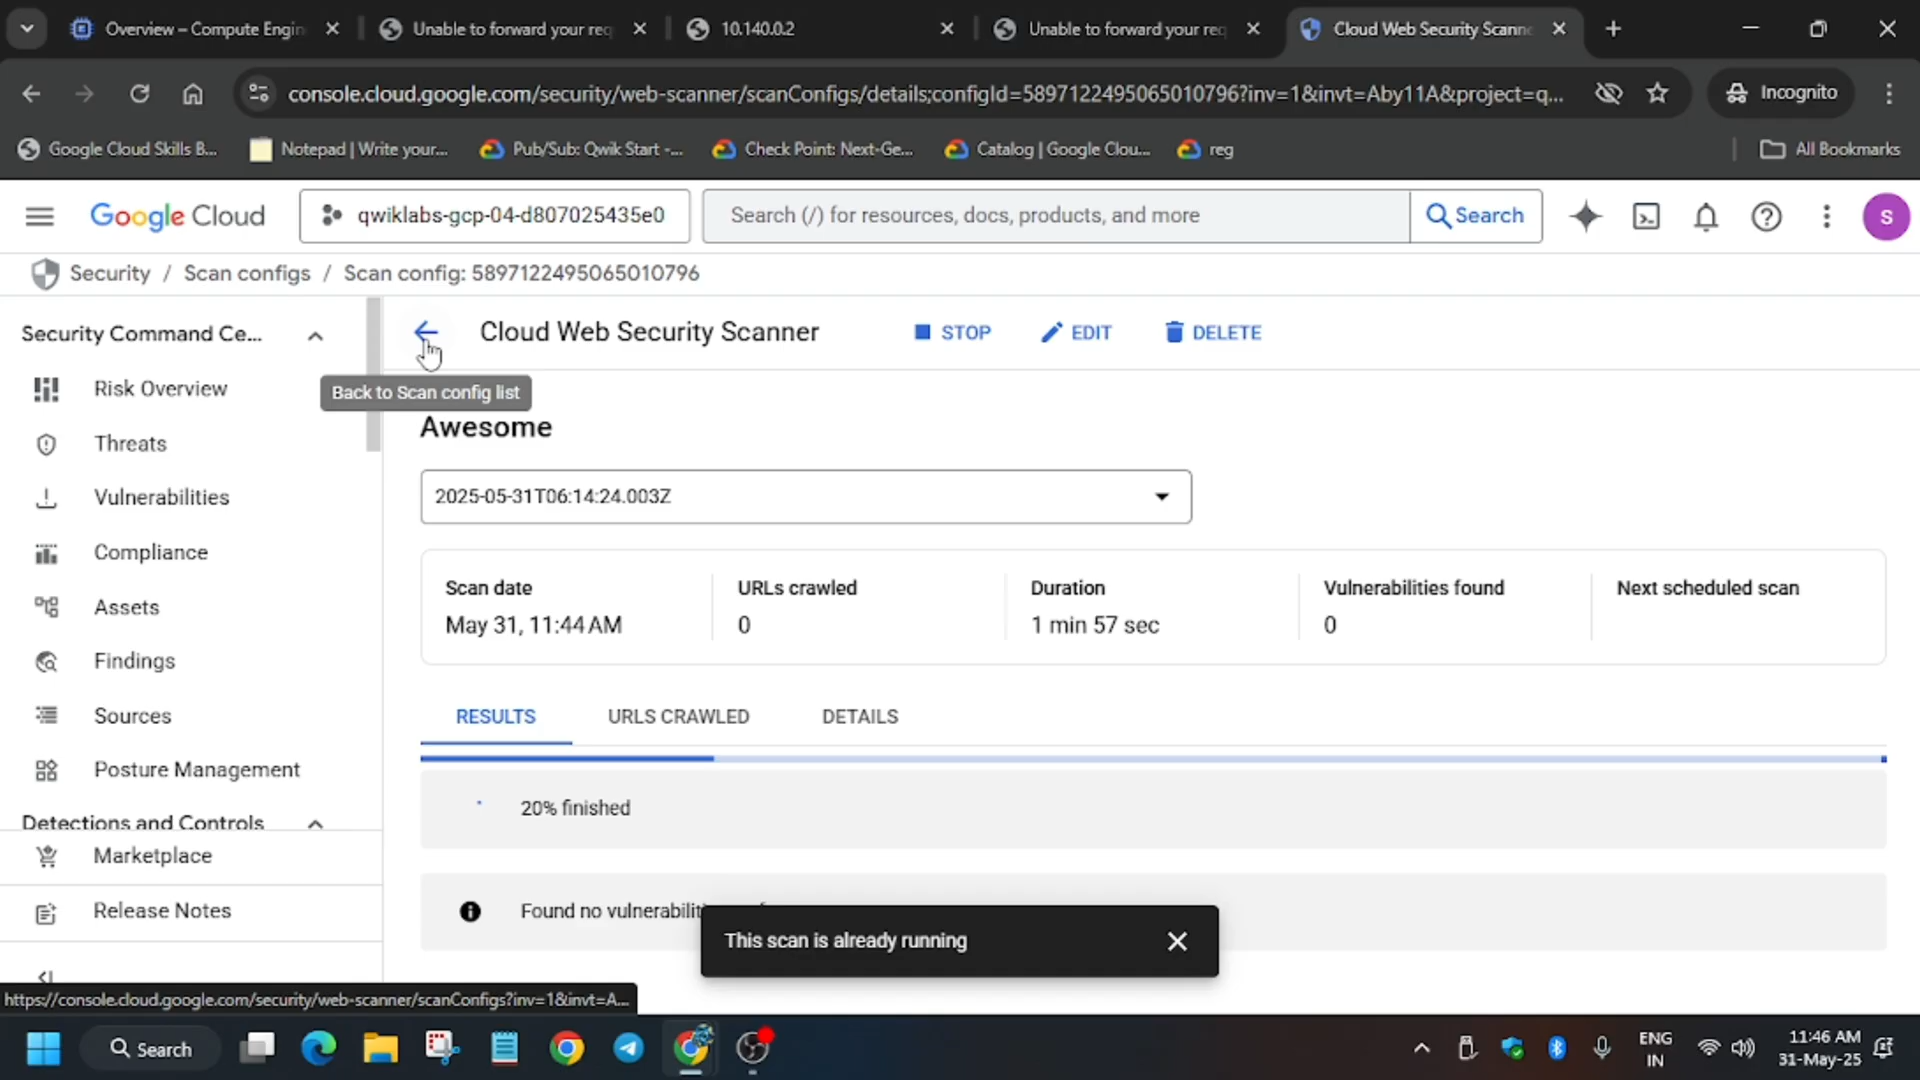 Overview – Compute Engin
Unable to forward your req
10.140.0.2
Unable to forward your req
Cloud Web Security Scanne
console.cloud.google.com/security/web-scanner/scanConfigs/details;configId=5897122495065010796?inv=1&invt=Aby11A&project=q...
Incognito
Google Cloud Skills B...
Notepad | Write your...
Pub/Sub: Qwik Start -...
Check Point: Next-Ge...
Catalog | Google Clou...
reg
All Bookmarks
Google Cloud
qwiklabs-gcp-04-d807025435e0
Search (/) for resources, docs, products, and more
Search
S
Security / Scan configs / Scan config: 5897122495065010796
Security Command Ce...
Risk Overview
Threats
Vulnerabilities
Compliance
Assets
Findings
Sources
Posture Management
Detections and Controls
Marketplace
Release Notes
Cloud Web Security Scanner
STOP
EDIT
DELETE
Back to Scan config list
Awesome
2025-05-31T06:14:24.003Z
Scan date
May 31, 11:44 AM
URLs crawled
0
Duration
1 min 57 sec
Vulnerabilities found
0
Next scheduled scan
RESULTS
URLS CRAWLED
DETAILS
20% finished
Found no vulnerabiliti
This scan is already running
https://console.cloud.google.com/security/web-scanner/scanConfigs?inv=1&invt=A...
Search
ENG
IN
11:46 AM
31-May-25